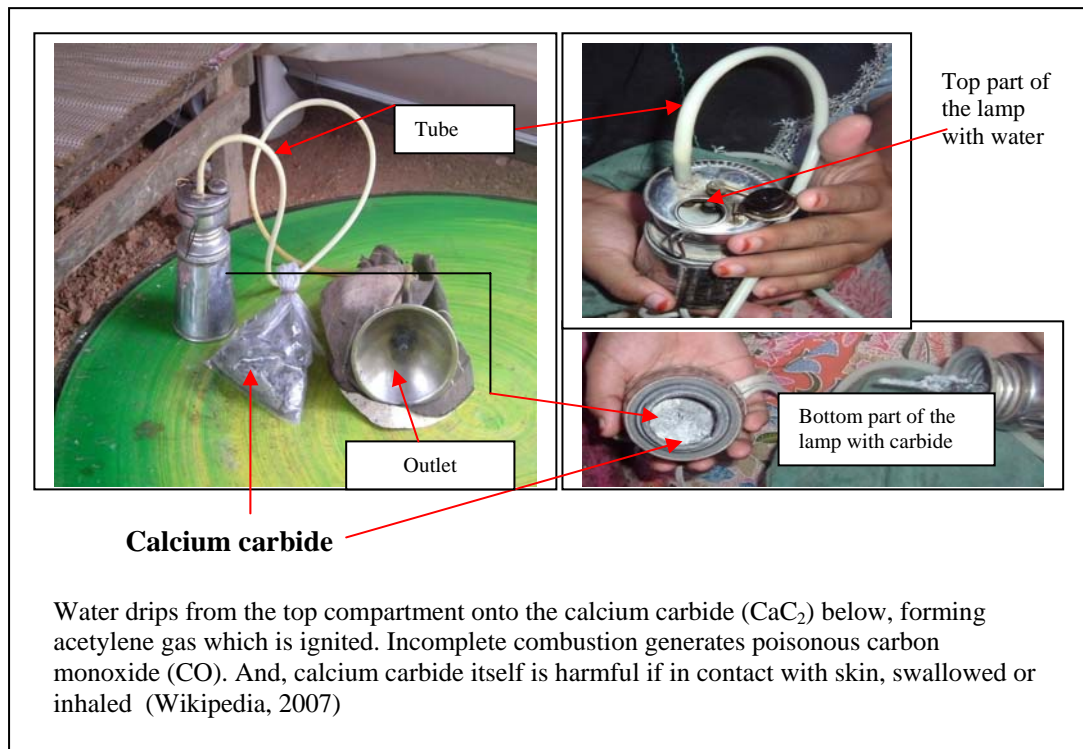 Tube
Top part of
the lamp
with water
Outlet
Bottom part of the
lamp with carbide
Calcium carbide
Water drips from the top compartment onto the calcium carbide (CaC₂) below, forming
acetylene gas which is ignited. Incomplete combustion generates poisonous carbon
monoxide (CO). And, calcium carbide itself is harmful if in contact with skin, swallowed or
inhaled  (Wikipedia, 2007)